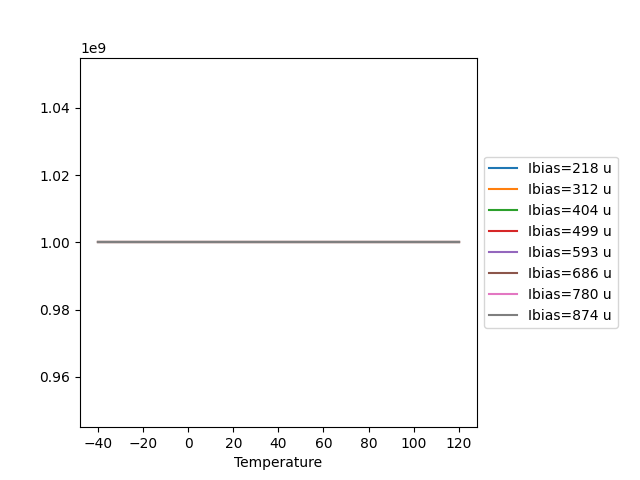 1e9
1.04
1.02
1.00
0.98
0.96
−40 −20 0 20 40 60 80 100 120
Temperature
Ibias=218 u
Ibias=312 u
Ibias=404 u
Ibias=499 u
Ibias=593 u
Ibias=686 u
Ibias=780 u
Ibias=874 u